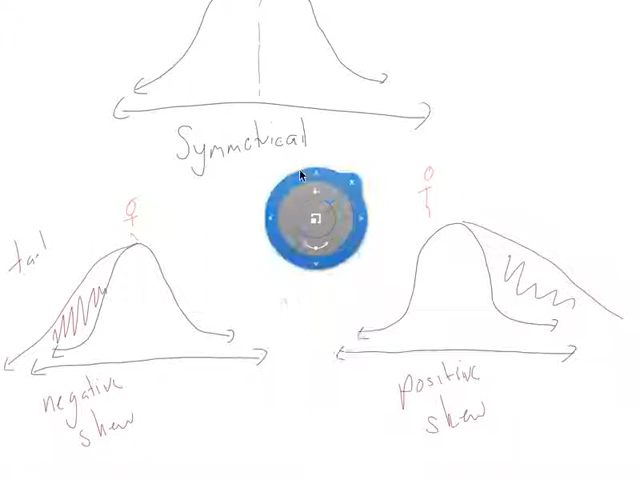 Symmetrical
tail
negative
skew
positive
skew